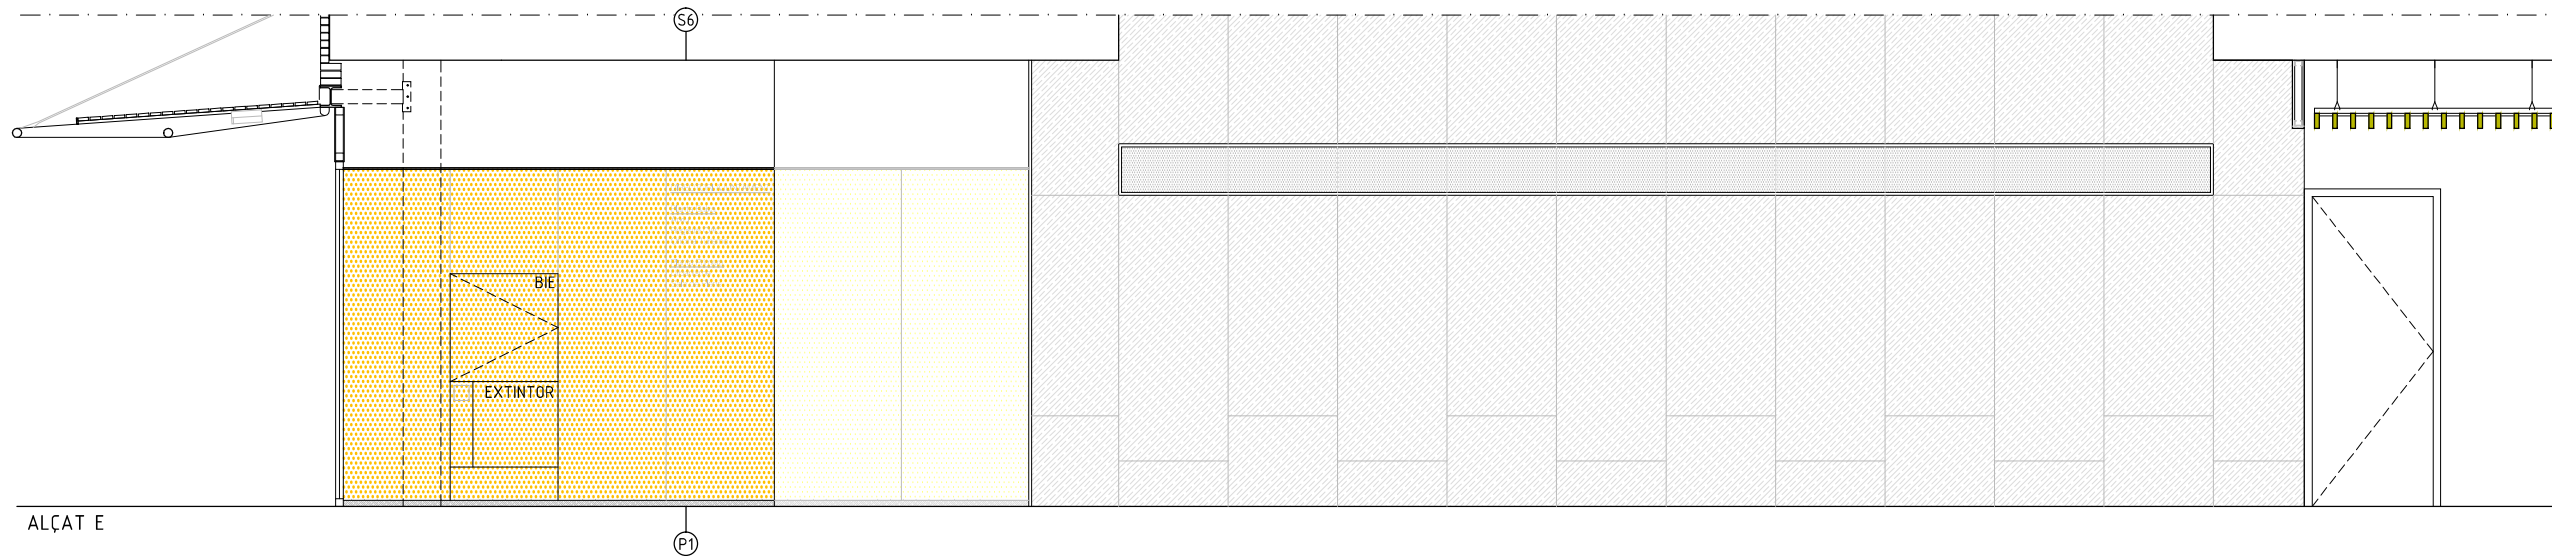 S6
BIE
EXTINTOR
ALÇAT E
P1